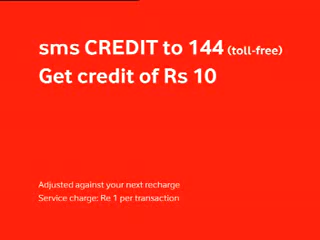 sms CREDIT to 144 (toll-free)
Get credit of Rs 10
Adjusted against your next recharge
Service charge: Re 1 per transaction